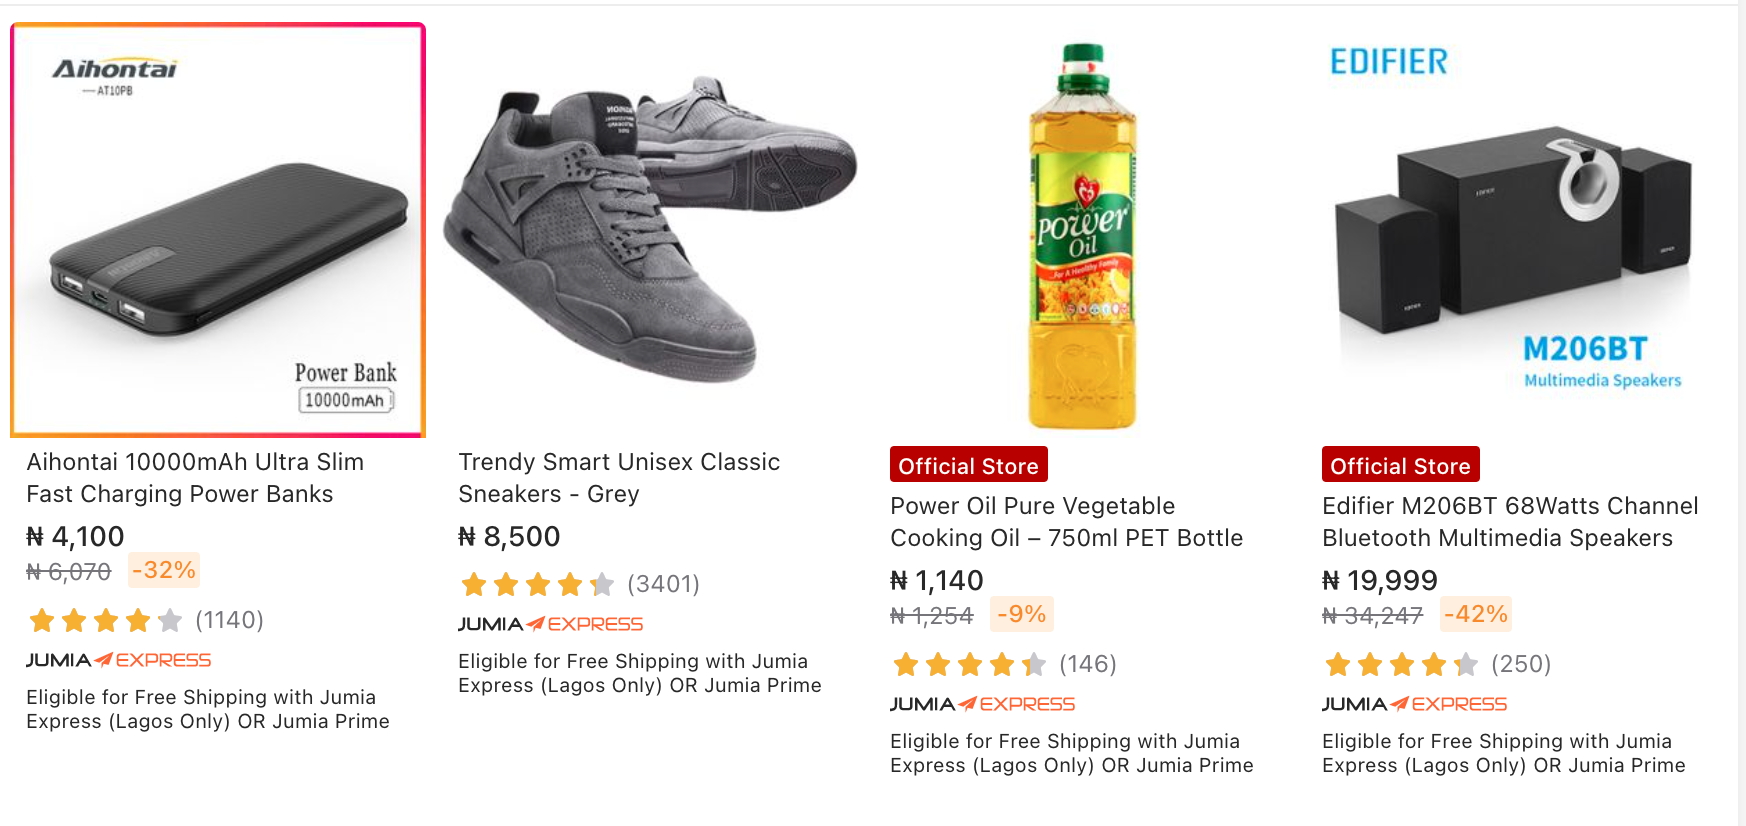 Aihontai
AT10PB
Power Bank
10000mAh
Aihontai 10000mAh Ultra Slim
Fast Charging Power Banks
₦ 4,100
₦ 6,070 -32%
(1140)
JUMIA EXPRESS
Eligible for Free Shipping with Jumia
Express (Lagos Only) OR Jumia Prime
Trendy Smart Unisex Classic
Sneakers - Grey
₦ 8,500
(3401)
JUMIA EXPRESS
Eligible for Free Shipping with Jumia
Express (Lagos Only) OR Jumia Prime
Power
Oil
...For A Healthy Family
Official Store
Power Oil Pure Vegetable
Cooking Oil – 750ml PET Bottle
₦ 1,140
₦ 1,254 -9%
(146)
JUMIA EXPRESS
Eligible for Free Shipping with Jumia
Express (Lagos Only) OR Jumia Prime
EDIFIER
EDIFIER
EDIFIER
EDIFIER
M206BT
Multimedia Speakers
Official Store
Edifier M206BT 68Watts Channel
Bluetooth Multimedia Speakers
₦ 19,999
₦ 34,247 -42%
(250)
JUMIA EXPRESS
Eligible for Free Shipping with Jumia
Express (Lagos Only) OR Jumia Prime